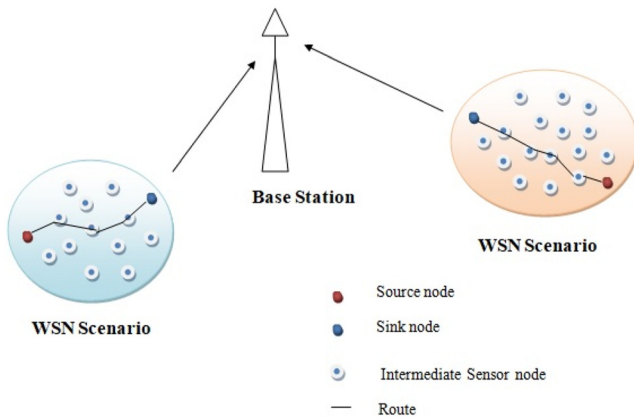 Base Station
WSN Scenario
WSN Scenario
Source node
Sink node
Intermediate Sensor node
Route